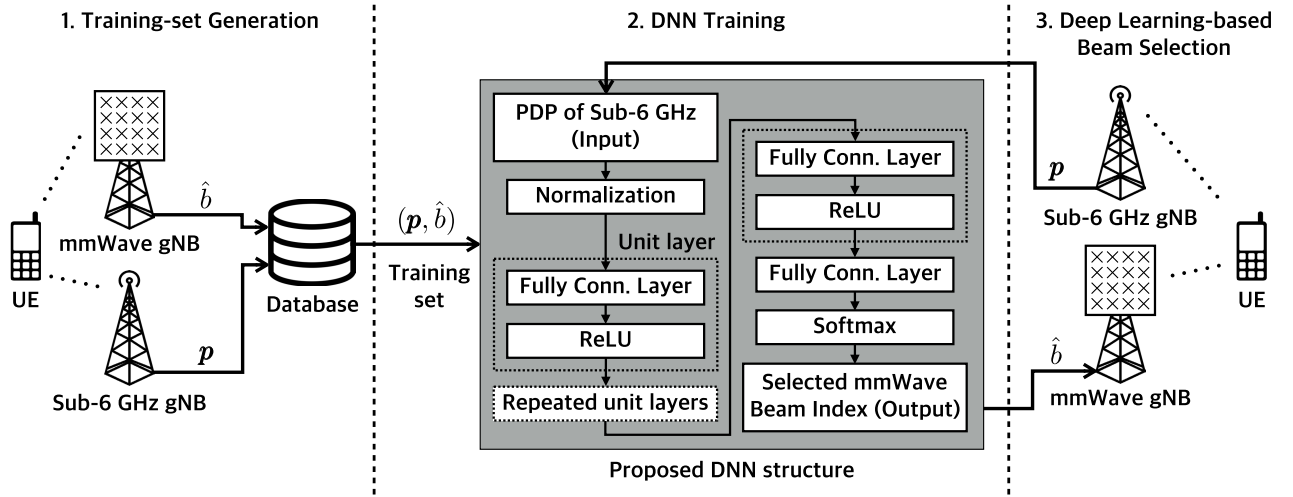 1. Training-set Generation
mmWave gNB
UE
Sub-6 GHz gNB
b̂
p
Database
(p, b̂)
Training
set
2. DNN Training
PDP of Sub-6 GHz
(Input)
Normalization
Unit layer
Fully Conn. Layer
ReLU
Repeated unit layers
Fully Conn. Layer
ReLU
Fully Conn. Layer
Softmax
Selected mmWave
Beam Index (Output)
Proposed DNN structure
3. Deep Learning-based
Beam Selection
p
Sub-6 GHz gNB
UE
b̂
mmWave gNB